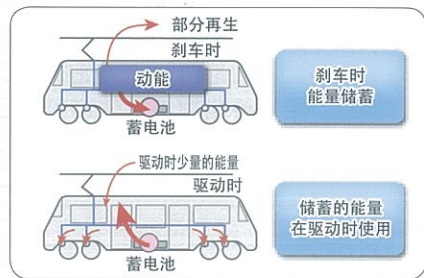 部分再生
刹车时
动能
蓄电池
刹车时
能量储蓄
驱动时少量的能量
驱动时
蓄电池
储蓄的能量
在驱动时使用